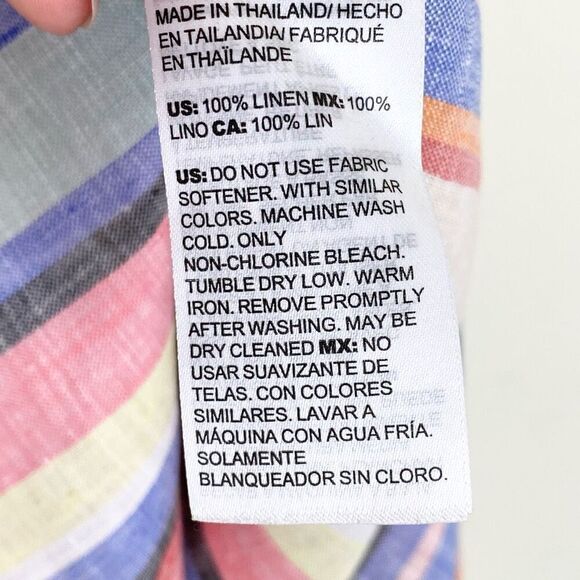 MADE IN THAILAND/ HECHO
EN TAILANDIA/ FABRIQUÉ
EN THAÏLANDE
US: 100% LINEN MX: 100%
LINO CA: 100% LIN
US: DO NOT USE FABRIC
SOFTENER. WITH SIMILAR
COLORS. MACHINE WASH
COLD. ONLY
NON-CHLORINE BLEACH.
TUMBLE DRY LOW. WARM
IRON. REMOVE PROMPTLY
AFTER WASHING. MAY BE
DRY CLEANED MX: NO
USAR SUAVIZANTE DE
TELAS. CON COLORES
SIMILARES. LAVAR A
MÁQUINA CON AGUA FRÍA.
SOLAMENTE
BLANQUEADOR SIN CLORO.